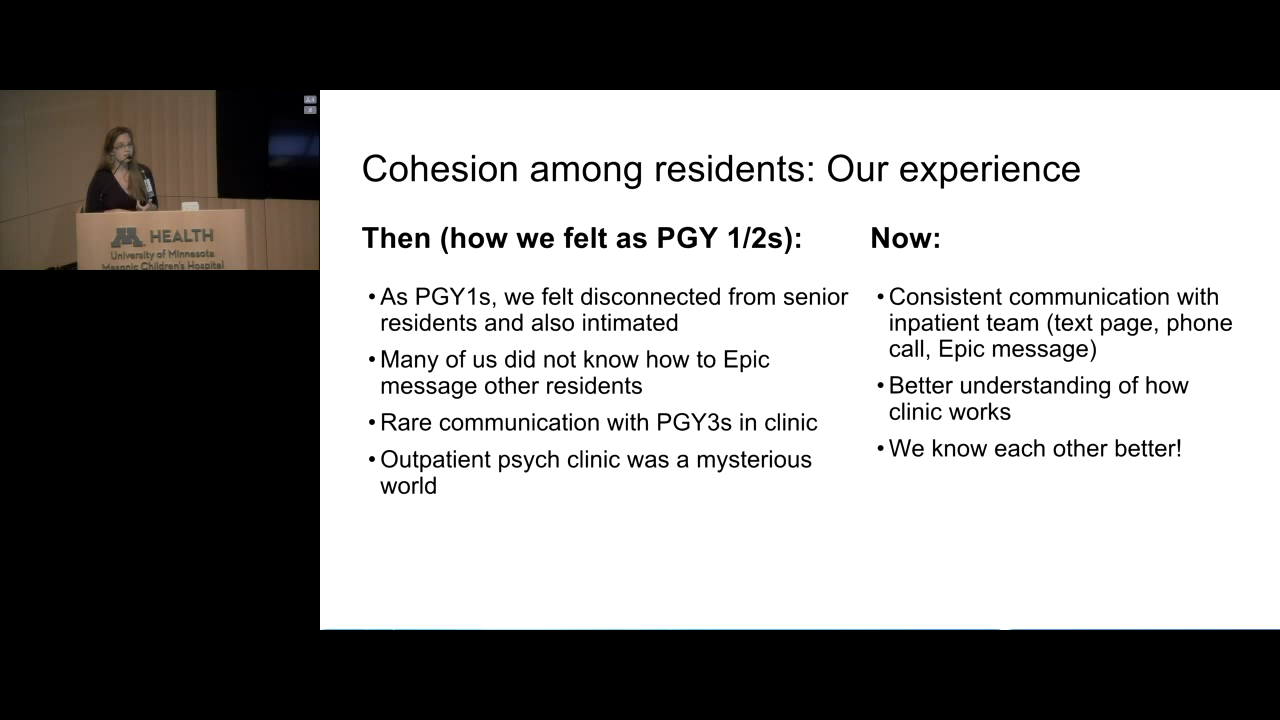 HEALTH
University of Minnesota
Masonic Children's Hospital
Cohesion among residents: Our experience
Then (how we felt as PGY 1/2s):
• As PGY1s, we felt disconnected from senior
residents and also intimated
• Many of us did not know how to Epic
message other residents
• Rare communication with PGY3s in clinic
• Outpatient psych clinic was a mysterious
world
Now:
• Consistent communication with
inpatient team (text page, phone
call, Epic message)
• Better understanding of how
clinic works
• We know each other better!